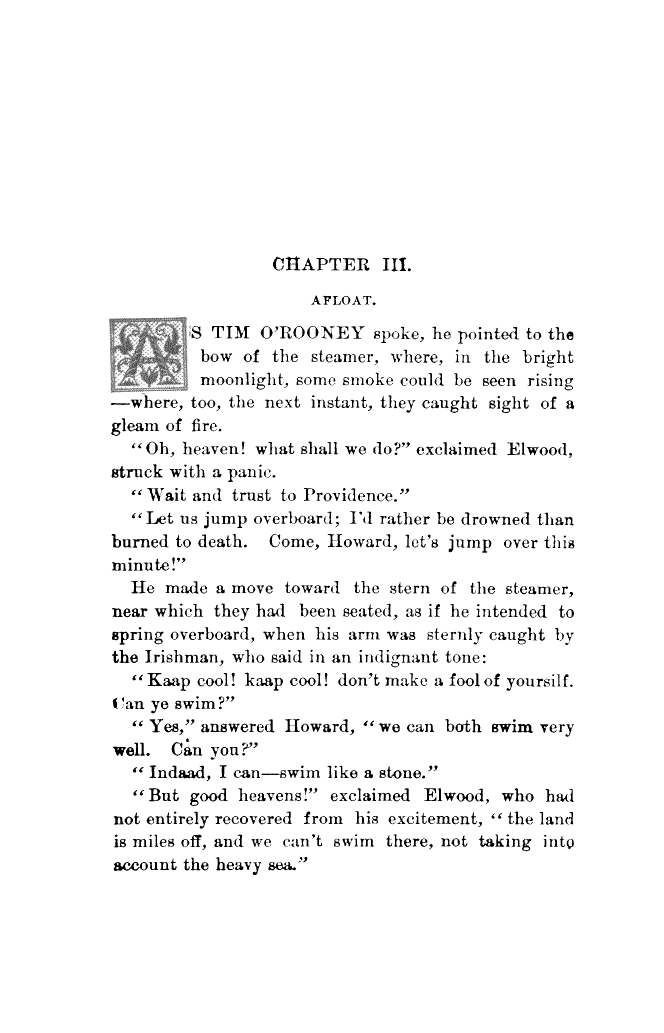 CHAPTER III.
AFLOAT.
AS TIM O'ROONEY spoke, he pointed to the
bow of the steamer, where, in the bright
moonlight, some smoke could be seen rising
—where, too, the next instant, they caught sight of a
gleam of fire.
"Oh, heaven! what shall we do?" exclaimed Elwood,
struck with a panic.
"Wait and trust to Providence."
"Let us jump overboard; I'd rather be drowned than
burned to death. Come, Howard, let's jump over this
minute!"
He made a move toward the stern of the steamer,
near which they had been seated, as if he intended to
spring overboard, when his arm was sternly caught by
the Irishman, who said in an indignant tone:
"Kaap cool! kaap cool! don't make a fool of yoursilf.
Can ye swim?"
"Yes," answered Howard, "we can both swim very
well. Can you?"
"Indaad, I can—swim like a stone."
"But good heavens!" exclaimed Elwood, who had
not entirely recovered from his excitement, "the land
is miles off, and we can't swim there, not taking into
account the heavy sea."